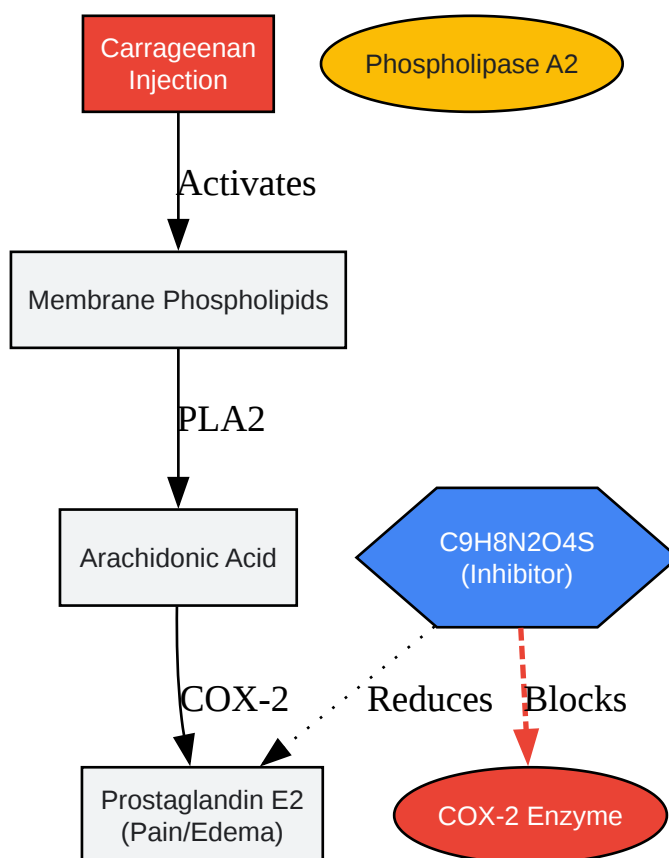 Carrageenan
Injection
Phospholipase A2
Activates
Membrane Phospholipids
PLA2
Arachidonic Acid
C9H8N2O4S
(Inhibitor)
COX-2
Reduces
Blocks
Prostaglandin E2
(Pain/Edema)
COX-2 Enzyme